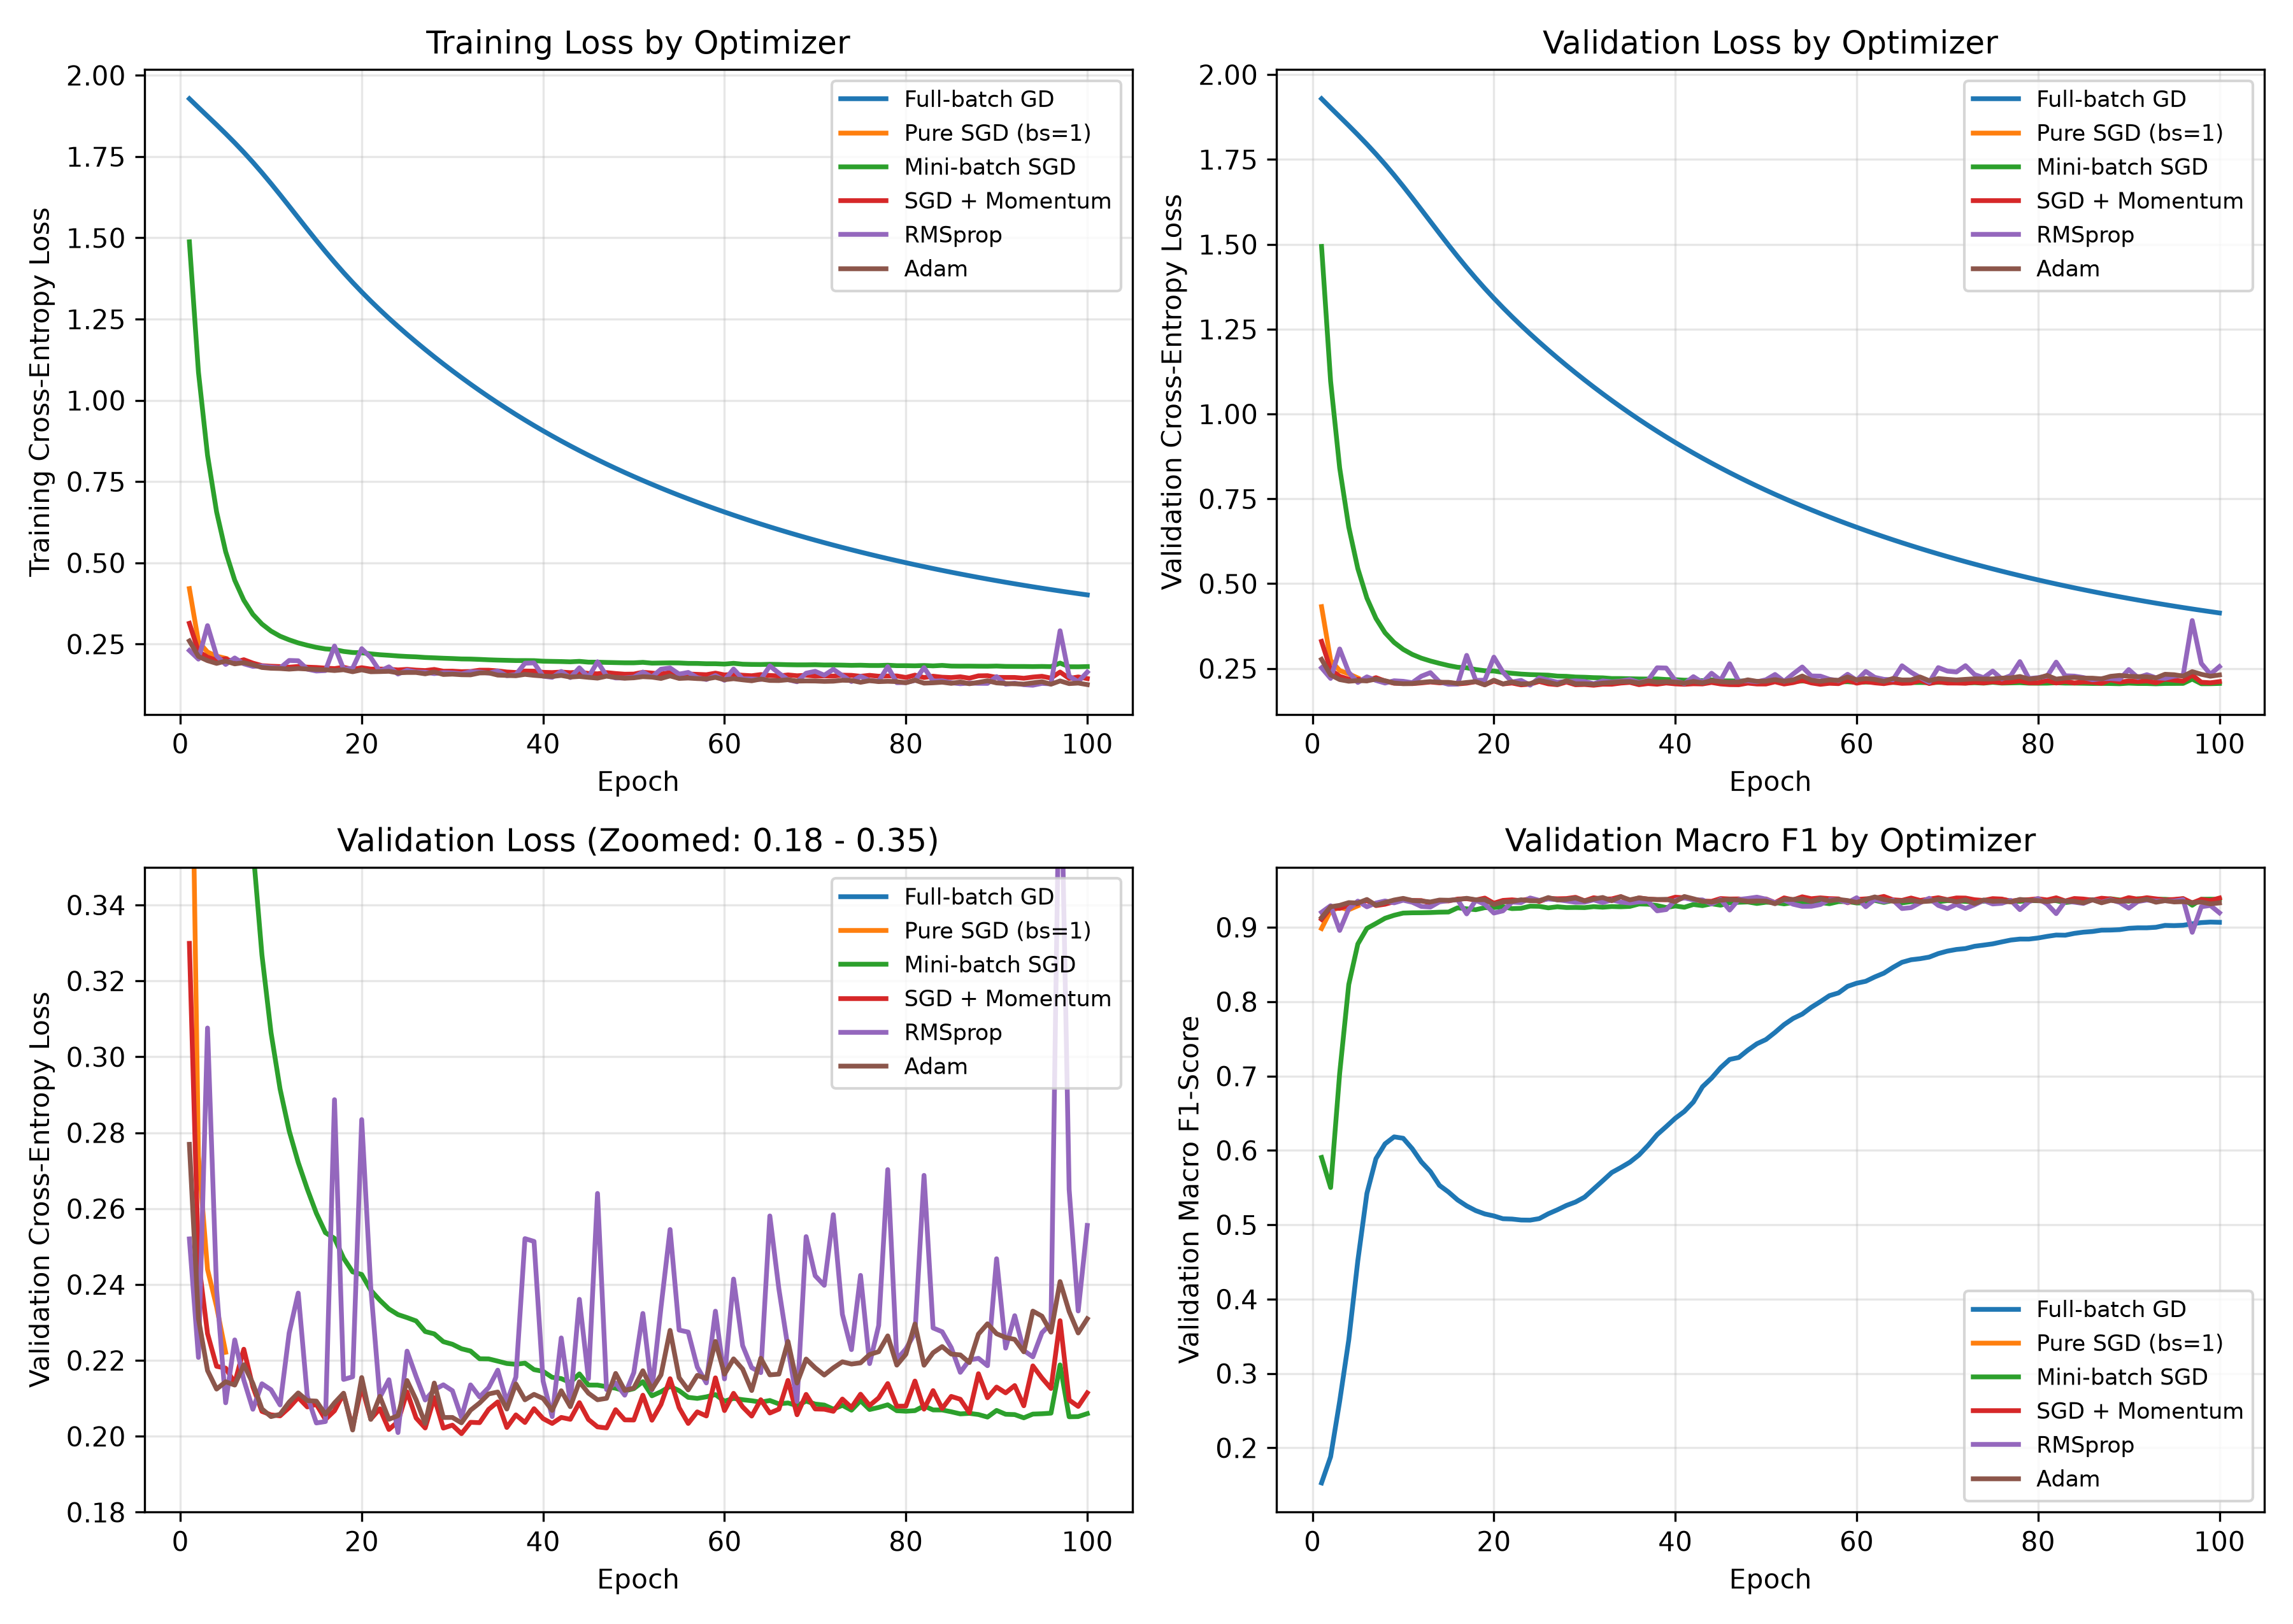 Training Loss by Optimizer
Training Cross-Entropy Loss
2.00
1.75
1.50
1.25
1.00
0.75
0.50
0.25
0 20 40 60 80 100
Epoch
Full-batch GD
Pure SGD (bs=1)
Mini-batch SGD
SGD + Momentum
RMSprop
Adam
Validation Loss by Optimizer
Validation Cross-Entropy Loss
2.00
1.75
1.50
1.25
1.00
0.75
0.50
0.25
0 20 40 60 80 100
Epoch
Full-batch GD
Pure SGD (bs=1)
Mini-batch SGD
SGD + Momentum
RMSprop
Adam
Validation Loss (Zoomed: 0.18 - 0.35)
Validation Cross-Entropy Loss
0.34
0.32
0.30
0.28
0.26
0.24
0.22
0.20
0.18
0 20 40 60 80 100
Epoch
Full-batch GD
Pure SGD (bs=1)
Mini-batch SGD
SGD + Momentum
RMSprop
Adam
Validation Macro F1 by Optimizer
Validation Macro F1-Score
0.9
0.8
0.7
0.6
0.5
0.4
0.3
0.2
0 20 40 60 80 100
Epoch
Full-batch GD
Pure SGD (bs=1)
Mini-batch SGD
SGD + Momentum
RMSprop
Adam